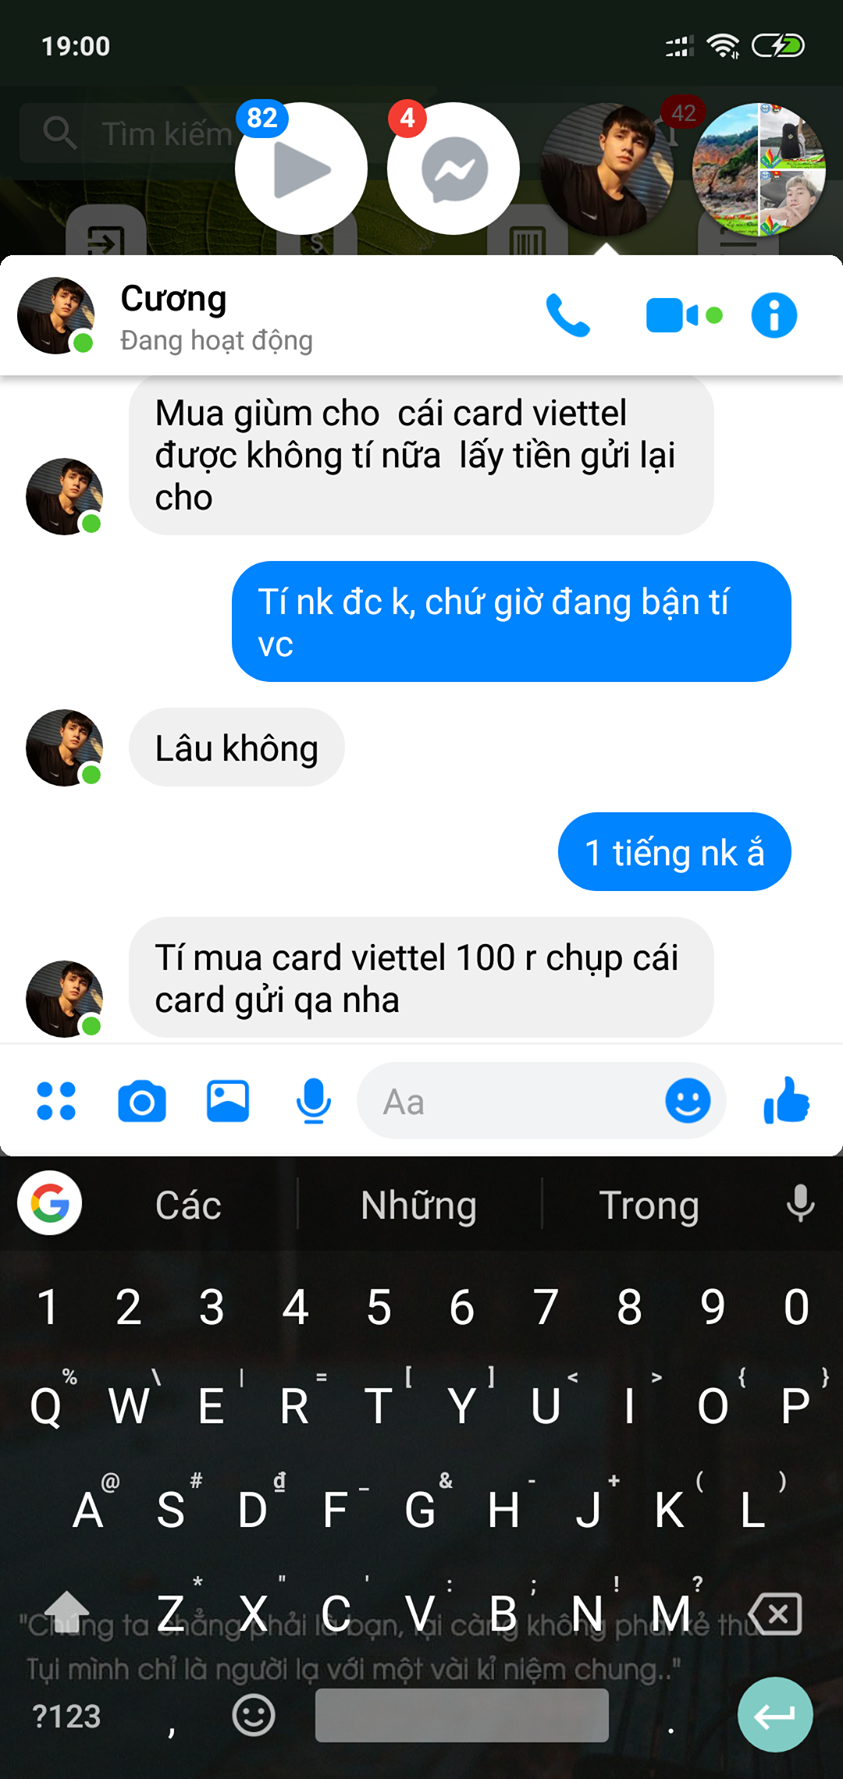 19:00
Tìm kiếm
82
4
42
Cương
Đang hoạt động
Mua giùm cho cái card viettel
được không tí nữa lấy tiền gửi lại
cho
Tí nk đc k, chứ giờ đang bận tí
vc
Lâu không
1 tiếng nk ắ
Tí mua card viettel 100 r chụp cái
card gửi qa nha
Aa
Các Những Trong
1 2 3 4 5 6 7 8 9 0
% \ | = [ ] < > { }
Q W E R T Y U I O P
@ # đ _ & - + ( )
A S D F G H J K L
* " ' : ; ! ?
Z X C V B N M
"Chúng ta chẳng phải là bạn, lại càng không phải kẻ thù
Tụi mình chỉ là người lạ với một vài kỉ niệm chung.."
?123 , .